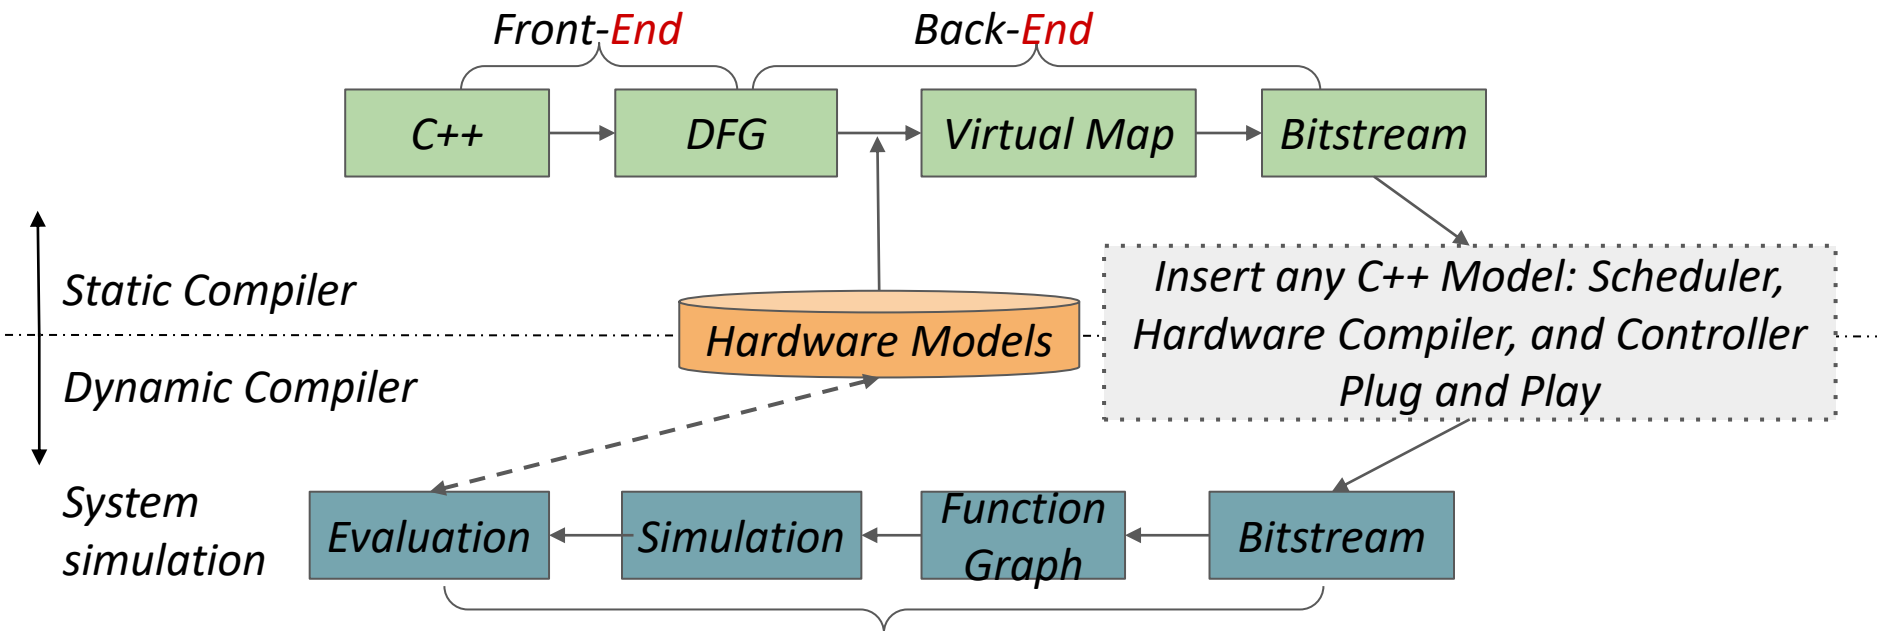 Front-End
Back-End
C++
DFG
Virtual Map
Bitstream
Static Compiler
Insert any C++ Model: Scheduler,
Hardware Compiler, and Controller
Plug and Play
Hardware Models
Dynamic Compiler
System
simulation
Evaluation
Simulation
Function
Graph
Bitstream